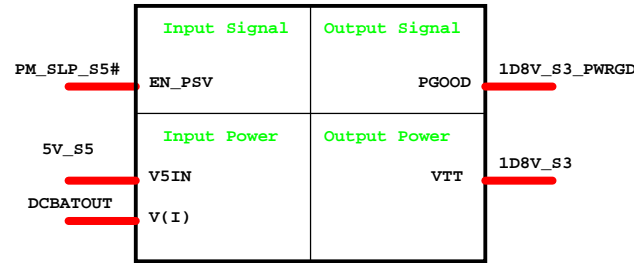 Input Signal
Output Signal
PM_SLP_S5#
EN_PSV
PGOOD
1D8V_S3_PWRGD
Input Power
Output Power
5V_S5
V5IN
VTT
1D8V_S3
DCBATOUT
V(I)